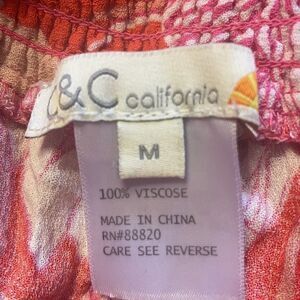 C&C california
M
100% VISCOSE
MADE IN CHINA
RN#88820
CARE SEE REVERSE